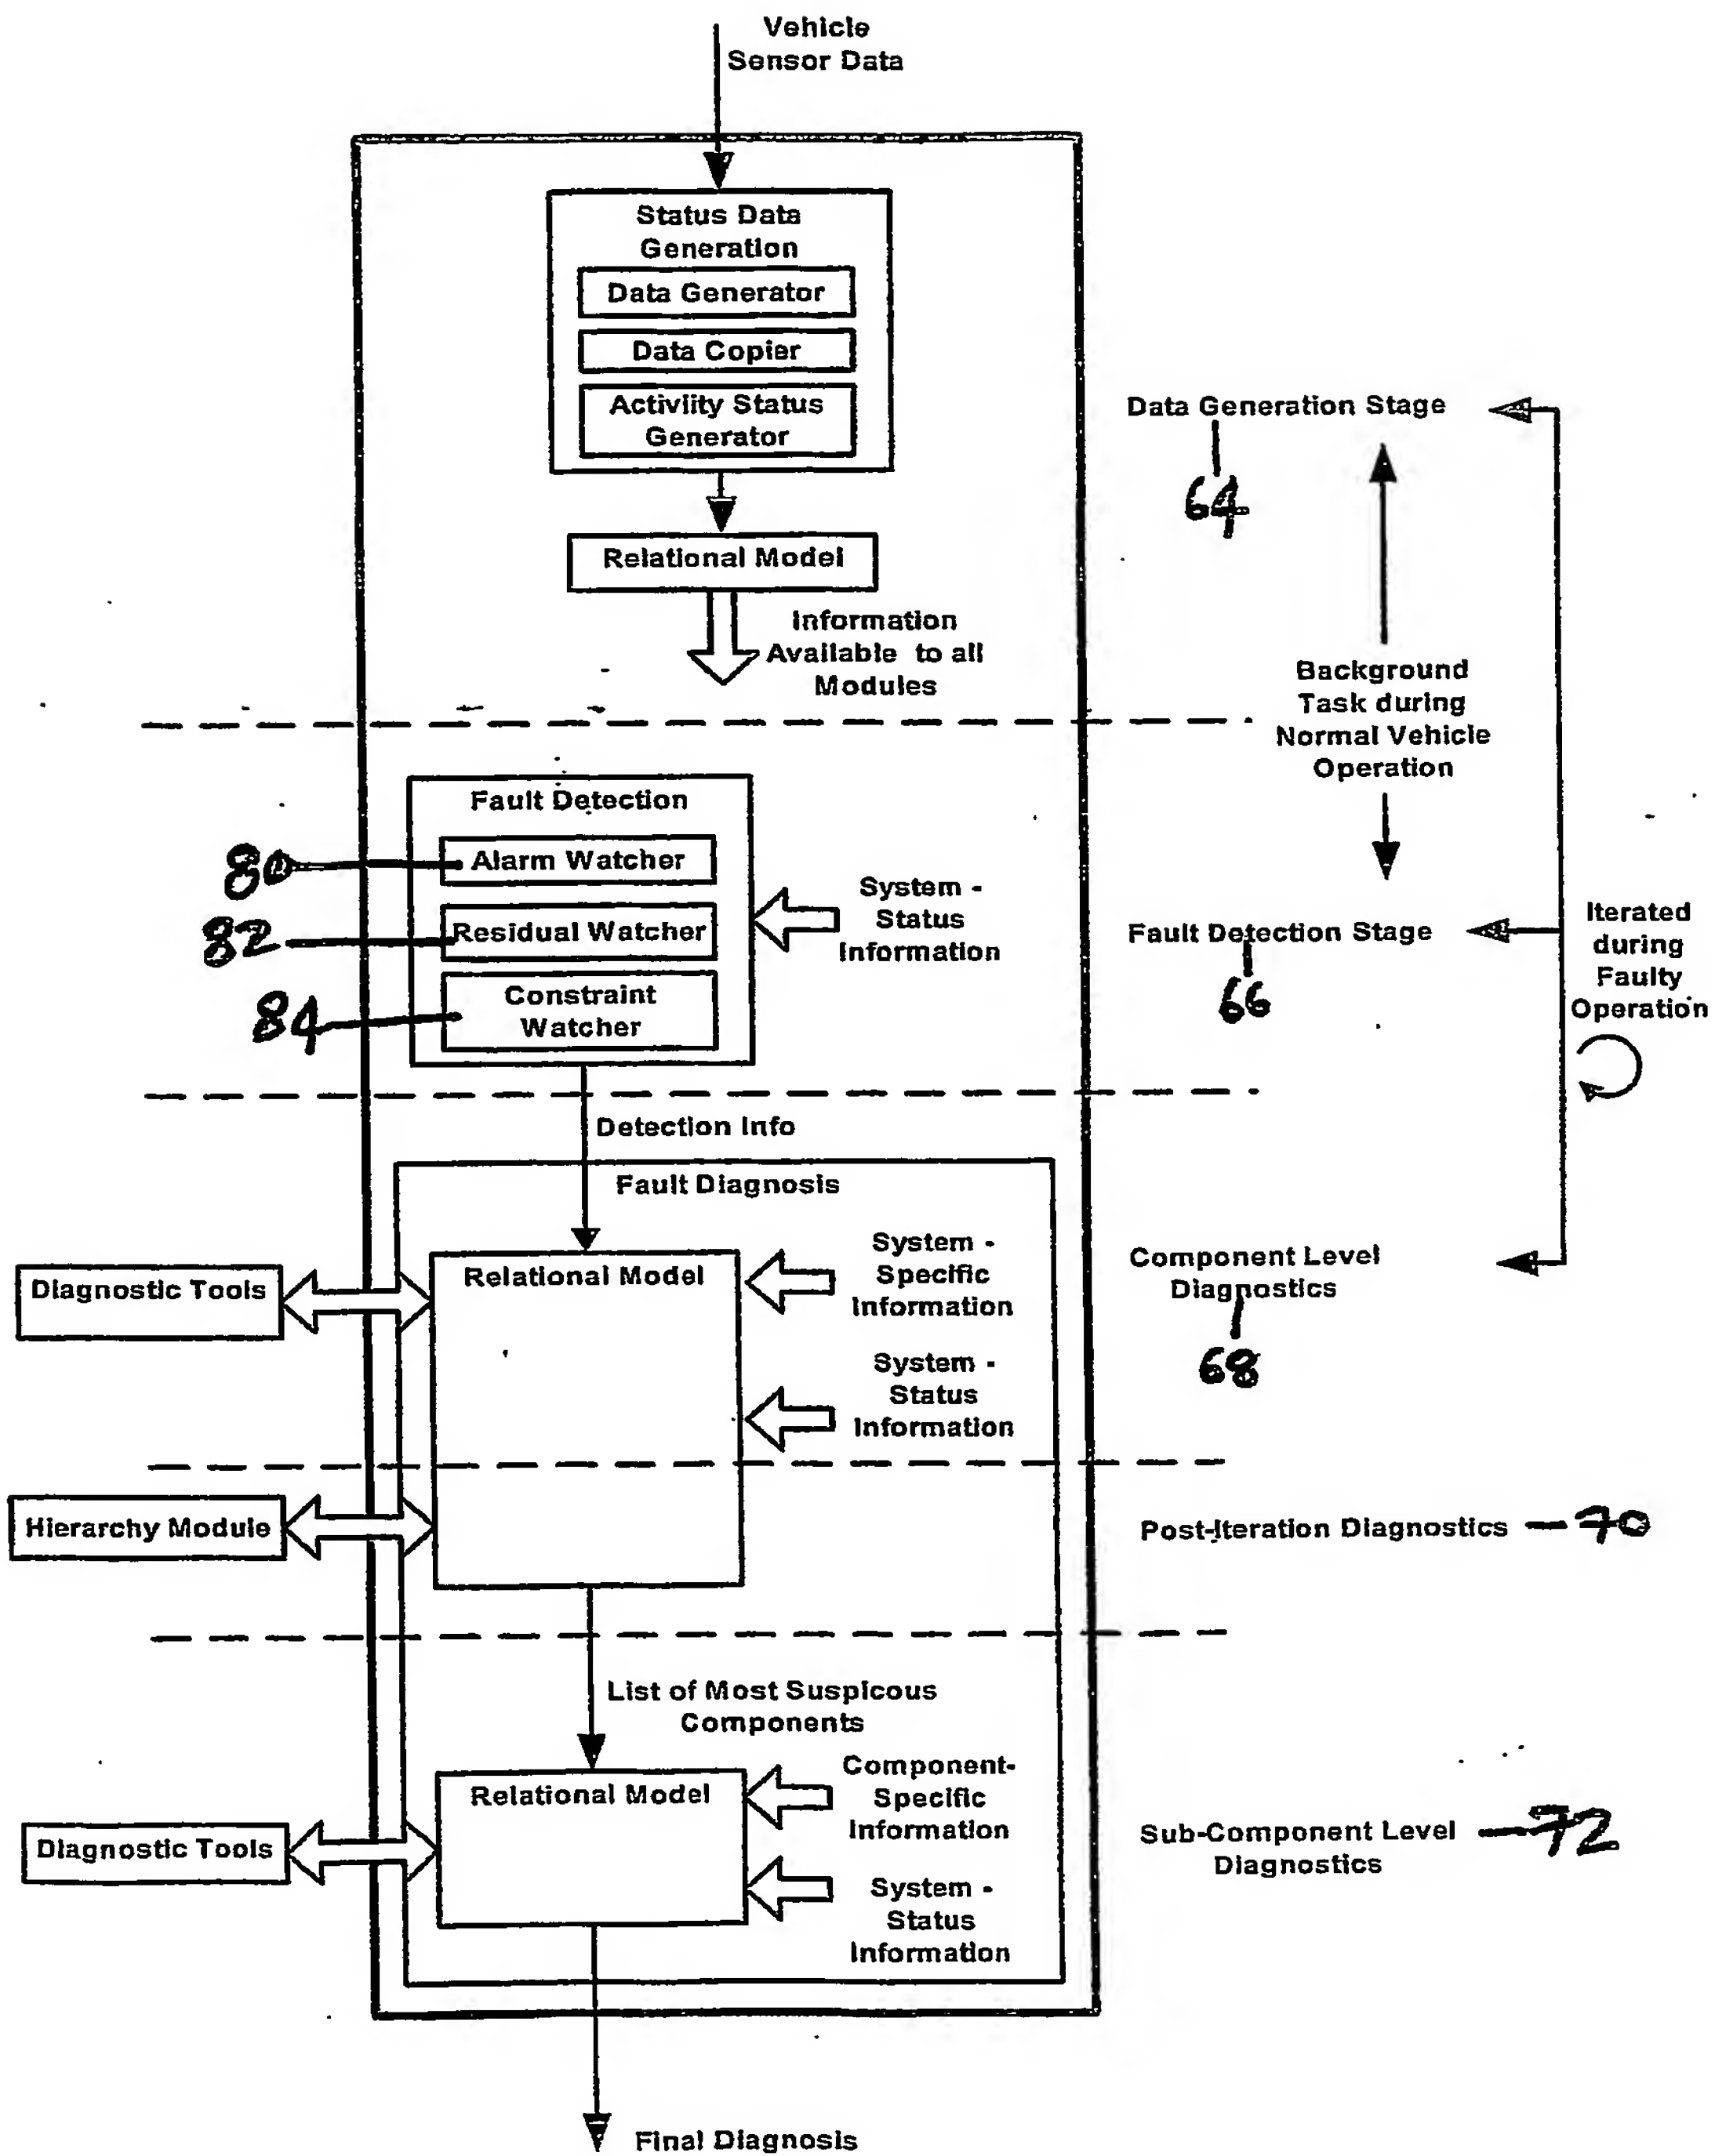 Vehicle
Sensor Data
Status Data
Generation
Data Generator
Data Copier
Activity Status
Generator
Data Generation Stage
64
Relational Model
Information
Available to all
Modules
Background
Task during
Normal Vehicle
Operation
Fault Detection
80
Alarm Watcher
82
Residual Watcher
84
Constraint
Watcher
System -
Status
Information
Fault Detection Stage
66
Iterated
during
Faulty
Operation
Detection Info
Fault Diagnosis
Diagnostic Tools
Relational Model
System -
Specific
Information
System -
Status
Information
Component Level
Diagnostics
68
Hierarchy Module
Post-Iteration Diagnostics
70
List of Most Suspicous
Components
Diagnostic Tools
Relational Model
Component-
Specific
Information
System -
Status
Information
Sub-Component Level
Diagnostics
72
Final Diagnosis